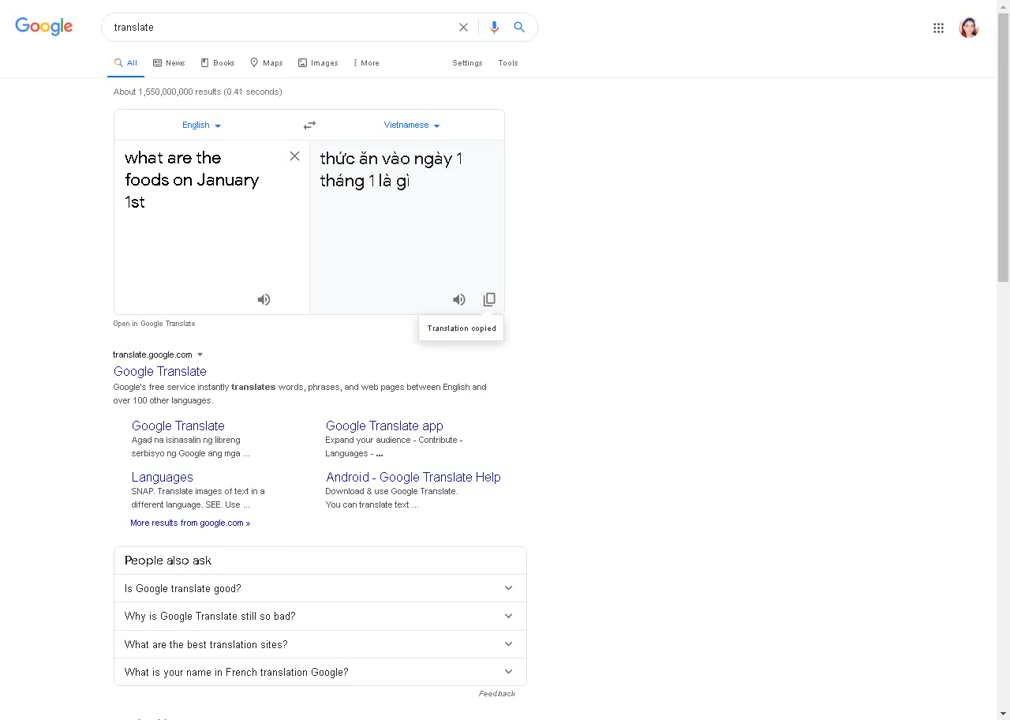 Google
translate
All News Books Maps Images More Settings Tools
About 1,550,000,000 results (0.41 seconds)
English Vietnamese
what are the
foods on January
1st
thức ăn vào ngày 1
tháng 1 là gì
Open in Google Translate
Translation copied
translate.google.com
Google Translate
Google's free service instantly translates words, phrases, and web pages between English and
over 100 other languages.
Google Translate
Agad na isinasalin ng libreng
serbisyo ng Google ang mga ...
Google Translate app
Expand your audience - Contribute -
Languages - ...
Languages
SNAP. Translate images of text in a
different language. SEE. Use ...
Android - Google Translate Help
Download & use Google Translate.
You can translate text ...
More results from google.com »
People also ask
Is Google translate good?
Why is Google Translate still so bad?
What are the best translation sites?
What is your name in French translation Google?
Feedback